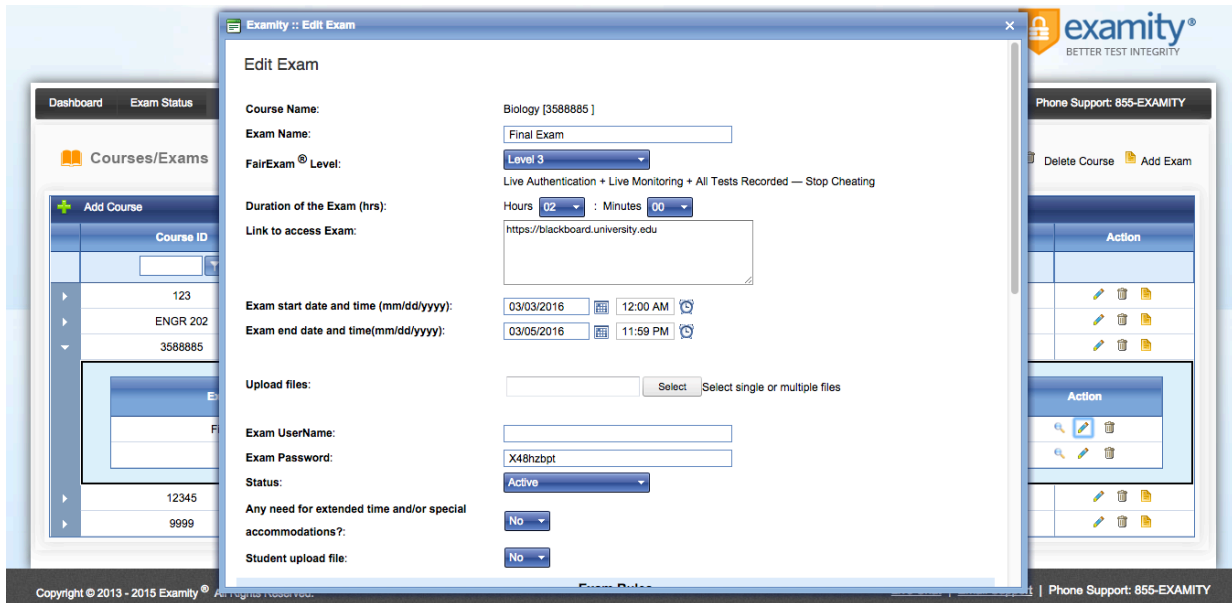 Examity :: Edit Exam
examity®
BETTER TEST INTEGRITY
Dashboard Exam Status
Phone Support: 855-EXAMITY
Courses/Exams
Delete Course Add Exam
Add Course
Course ID
Action
123
ENGR 202
3588885
Action
12345
9999
Edit Exam
Course Name: Biology [3588885 ]
Exam Name: Final Exam
FairExam ® Level: Level 3
Live Authentication + Live Monitoring + All Tests Recorded — Stop Cheating
Duration of the Exam (hrs): Hours 02 : Minutes 00
Link to access Exam: https://blackboard.university.edu
Exam start date and time (mm/dd/yyyy): 03/03/2016 12:00 AM
Exam end date and time(mm/dd/yyyy): 03/05/2016 11:59 PM
Upload files: Select Select single or multiple files
Exam UserName:
Exam Password: X48hzbpt
Status: Active
Any need for extended time and/or special
accommodations?: No
Student upload file: No
Exam Rules
Copyright © 2013 - 2015 Examity ® All Rights Reserved.
| Phone Support: 855-EXAMITY